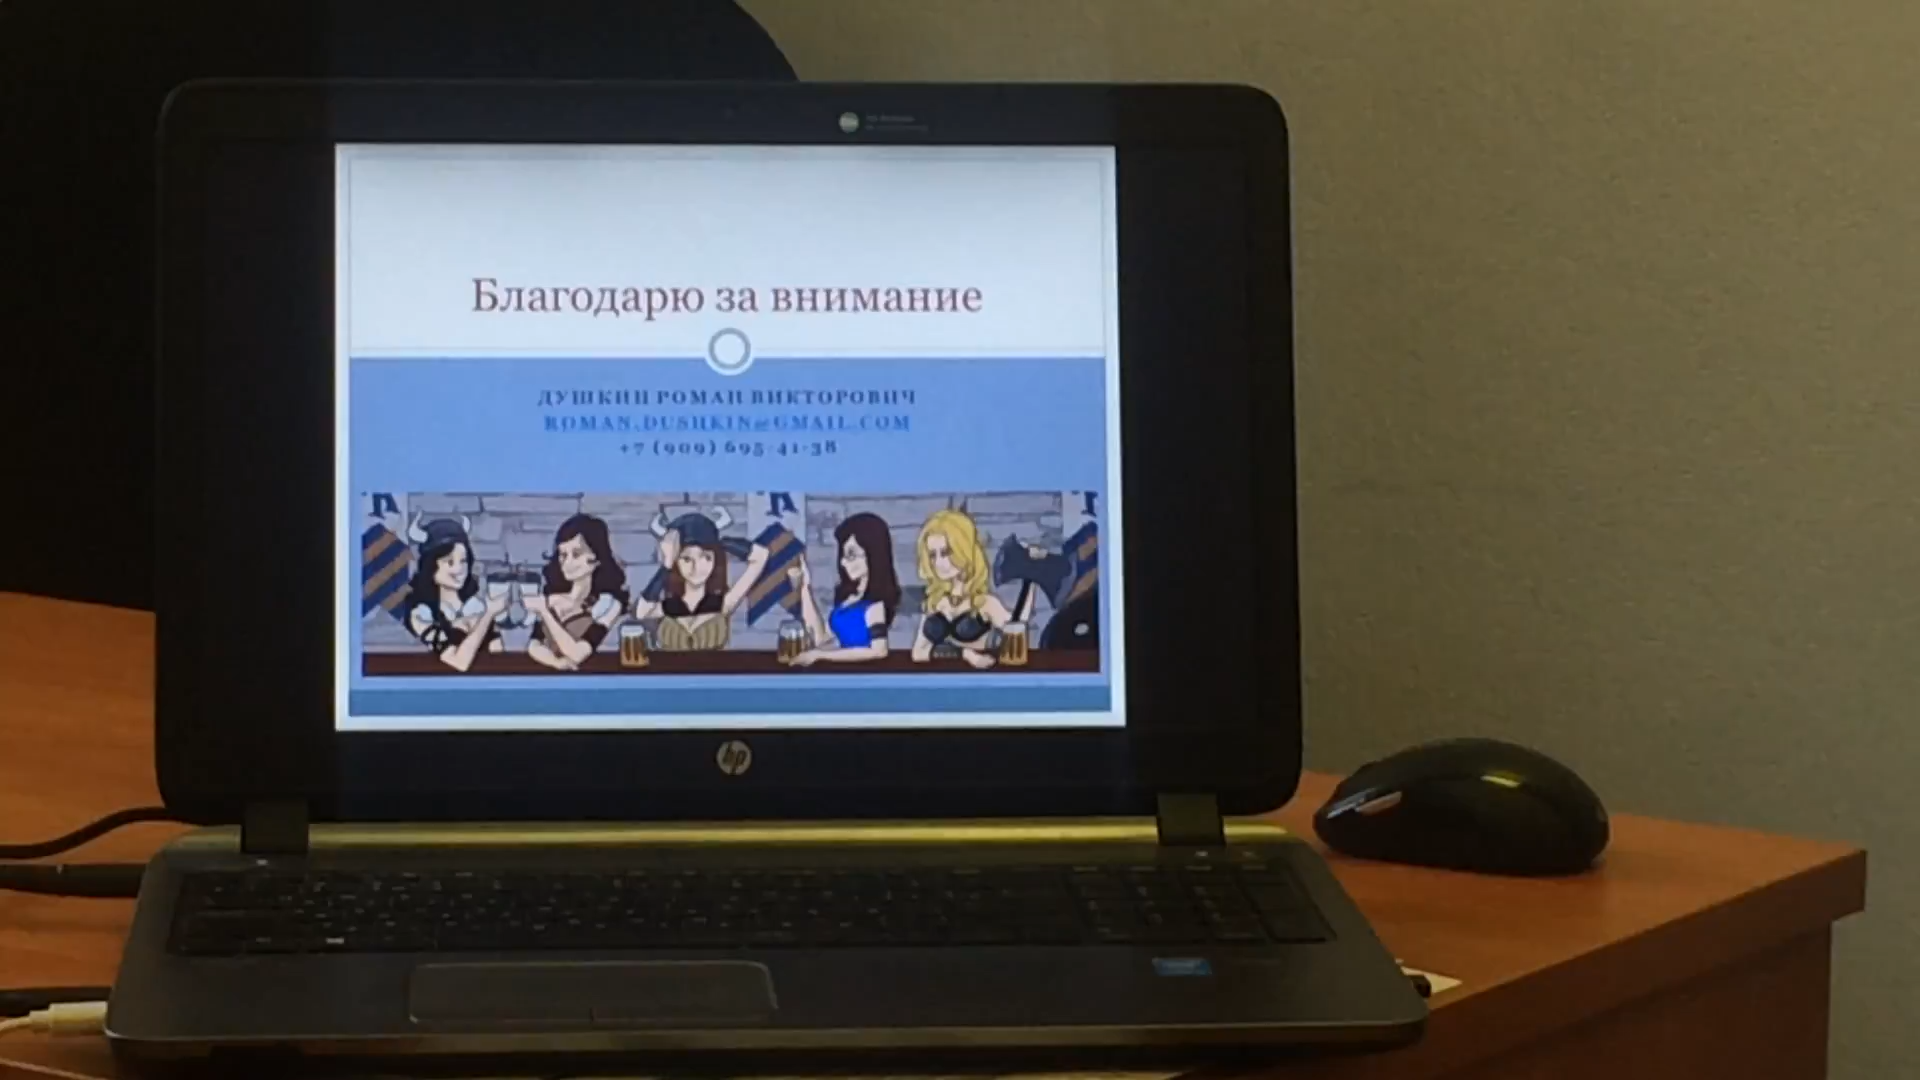 Благодарю за внимание
ДУШКИН РОМАН ВИКТОРОВИЧ
ROMAN.DUSHKIN@GMAIL.COM
+7 (909) 695-41-38
hp